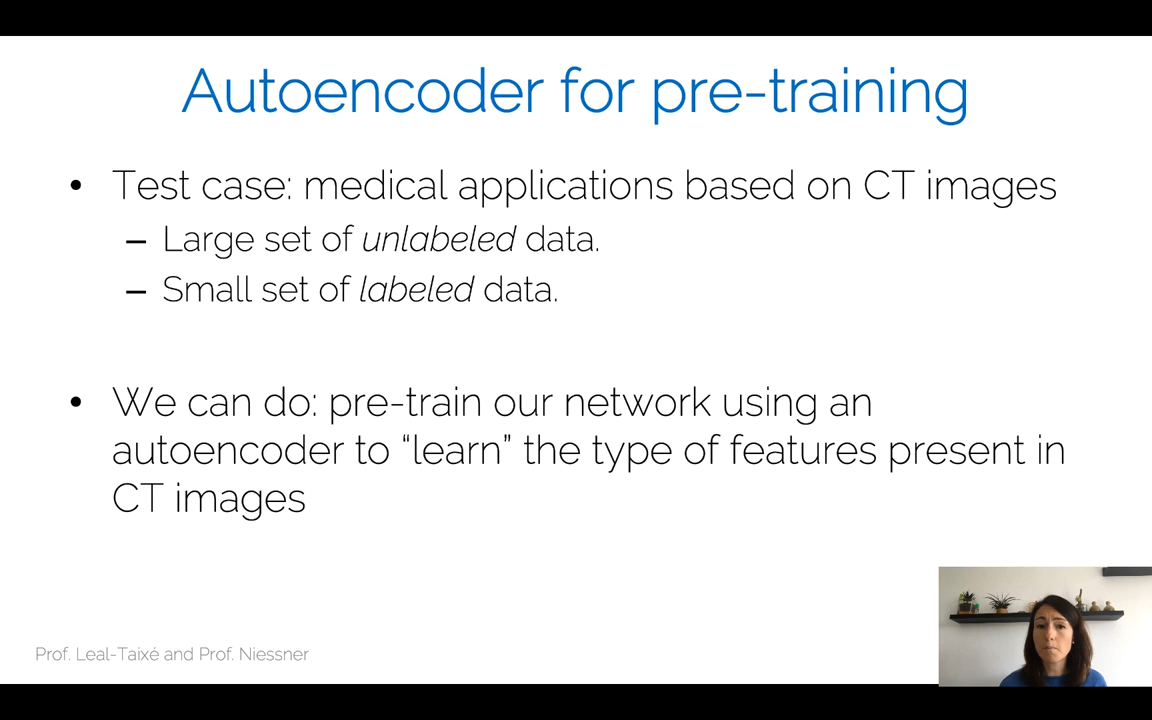 Autoencoder for pre-training
• Test case: medical applications based on CT images
– Large set of unlabeled data.
– Small set of labeled data.
• We can do: pre-train our network using an
autoencoder to “learn” the type of features present in
CT images
Prof. Leal-Taixé and Prof. Niessner